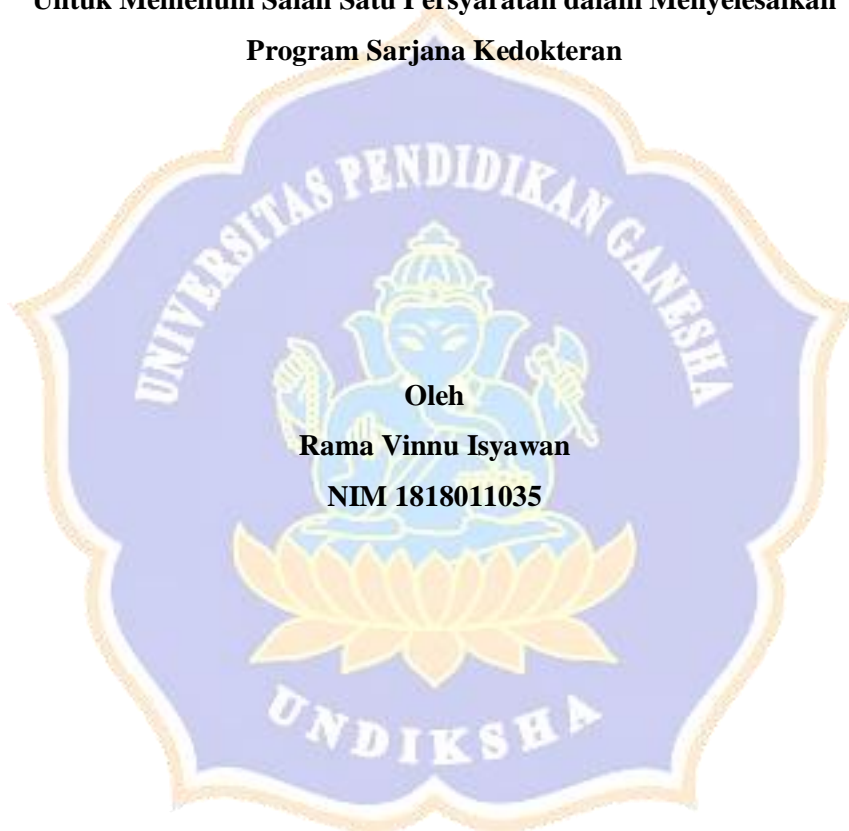 Untuk Memenuhi Salah Satu Persyaratan dalam Menyelesaikan
Program Sarjana Kedokteran
UNIVERSITAS PENDIDIKAN GANESHA
Oleh
Rama Vinnu Isyawan
NIM 1818011035
UNDIKSHA